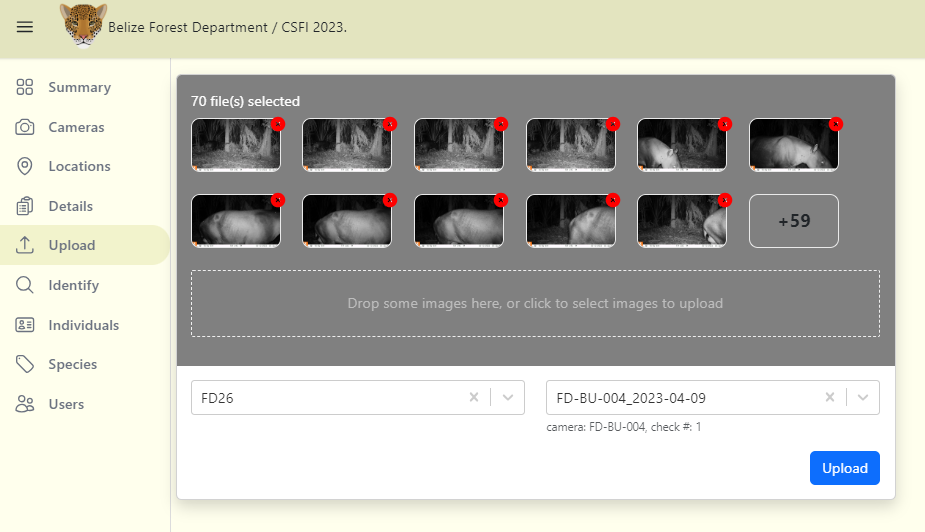 Belize Forest Department / CSFI 2023.
Summary
Cameras
Locations
Details
Upload
Identify
Individuals
Species
Users
70 file(s) selected
+59
Drop some images here, or click to select images to upload
FD26
FD-BU-004_2023-04-09
camera: FD-BU-004, check #: 1
Upload